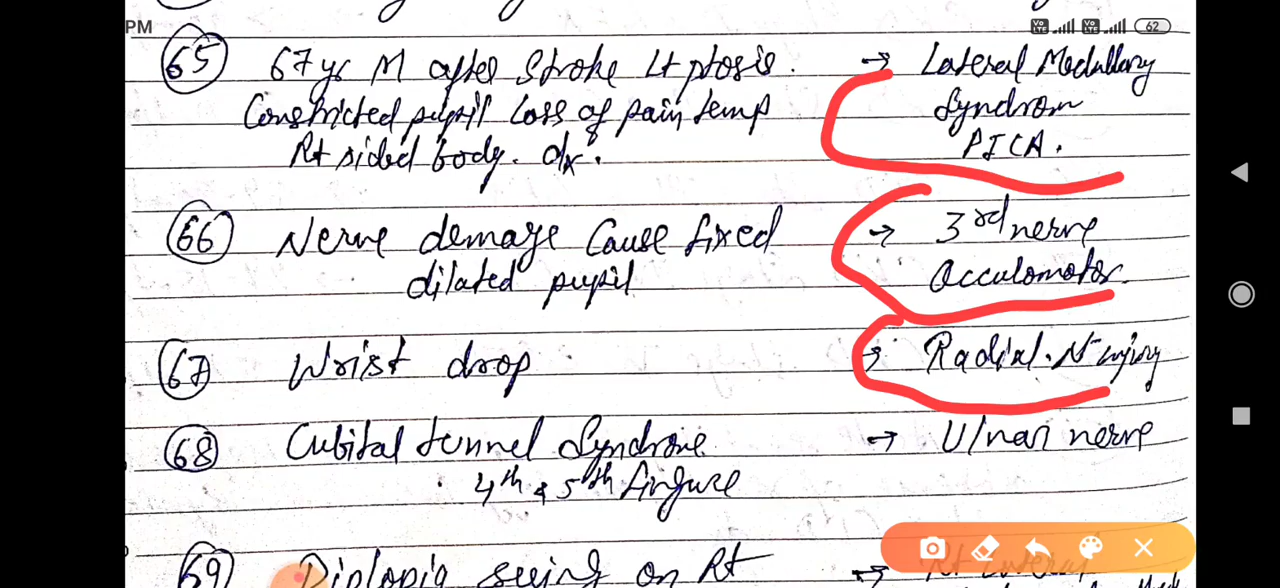 PM 62
65 67 yr M after Stroke Lt ptosis. → Lateral Medullary
Constricted pupil loss of pain temp Syndrom
Rt sided body. dx. PICA.
66 Nerve demage Cause fixed → 3rd nerve
dilated pupil Occulomotor.
67 Wrist drop → Radial. N injury
68 Cubital tunnel Syndrome → Ulnar nerve
4th & 5th fingure
69 Diplopia seeing on Rt → Rt